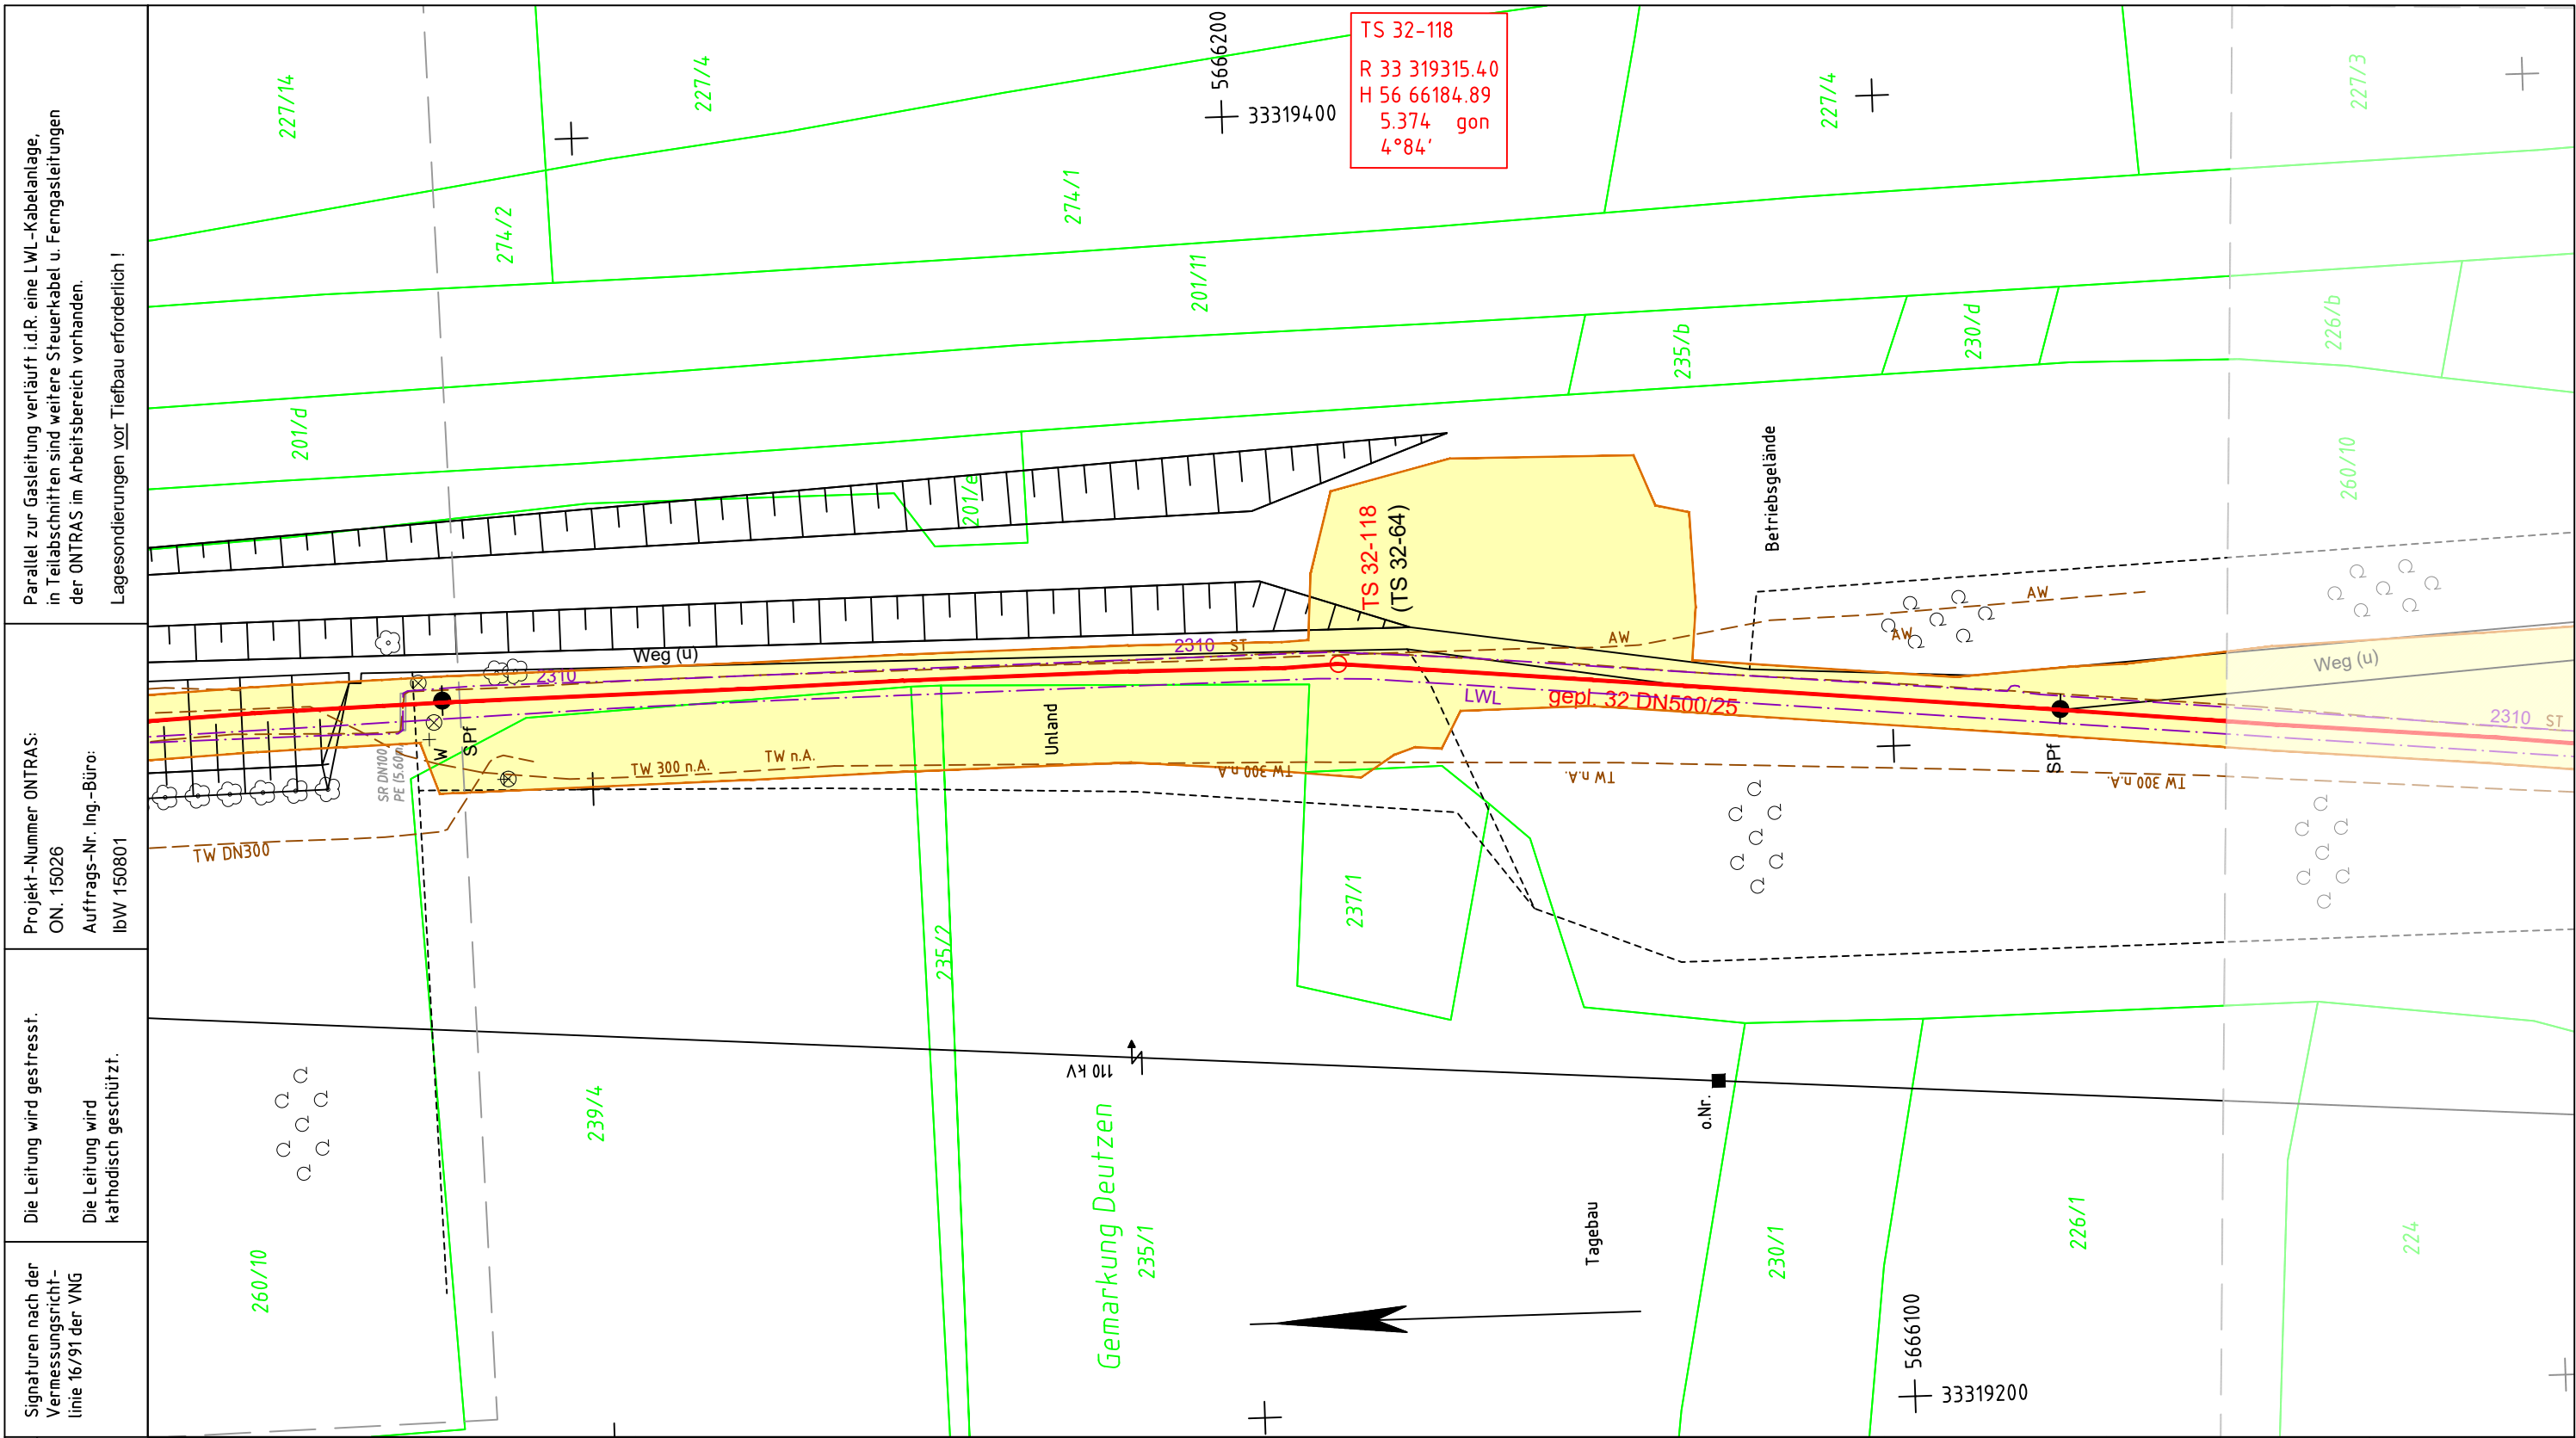 Parallel zur Gasleitung verläuft i.d.R. eine LWL-Kabelanlage,
in Teilabschnitten sind weitere Steuerkabel u. Ferngasleitungen
der ONTRAS im Arbeitsbereich vorhanden.
Lagesondierungen vor Tiefbau erforderlich !
Projekt-Nummer ONTRAS:
ON. 15026
Auftrags-Nr. Ing.-Büro:
IbW 150801
Die Leitung wird gestresst.
Die Leitung wird
kathodisch geschützt.
Signaturen nach der
Vermessungsricht-
linie 16/91 der VNG
TS 32-118
R 33 319315.40
H 56 66184.89
5.374 gon
4°84'
5666200
33319400
227/14
227/4
227/4
227/3
274/2
274/1
201/11
201/d
201/e
235/b
230/d
226/b
260/10
Betriebsgelände
TS 32-118
(TS 32-64)
Weg (u)
2310
2310
ST
AW
AW
AW
LWL
gepl. 32 DN500/25
Weg (u)
2310
ST
W
SPf
SPf
SR DN100
PE (5.60m)
Unland
TW 300 n.A.
TW n.A.
TW 300 n.A.
TW n.A.
TW 300 n.A.
TW DN300
237/1
235/2
239/4
110 kV
o.Nr.
Gemarkung Deutzen
235/1
Tagebau
230/1
226/1
224
260/10
5666100
33319200